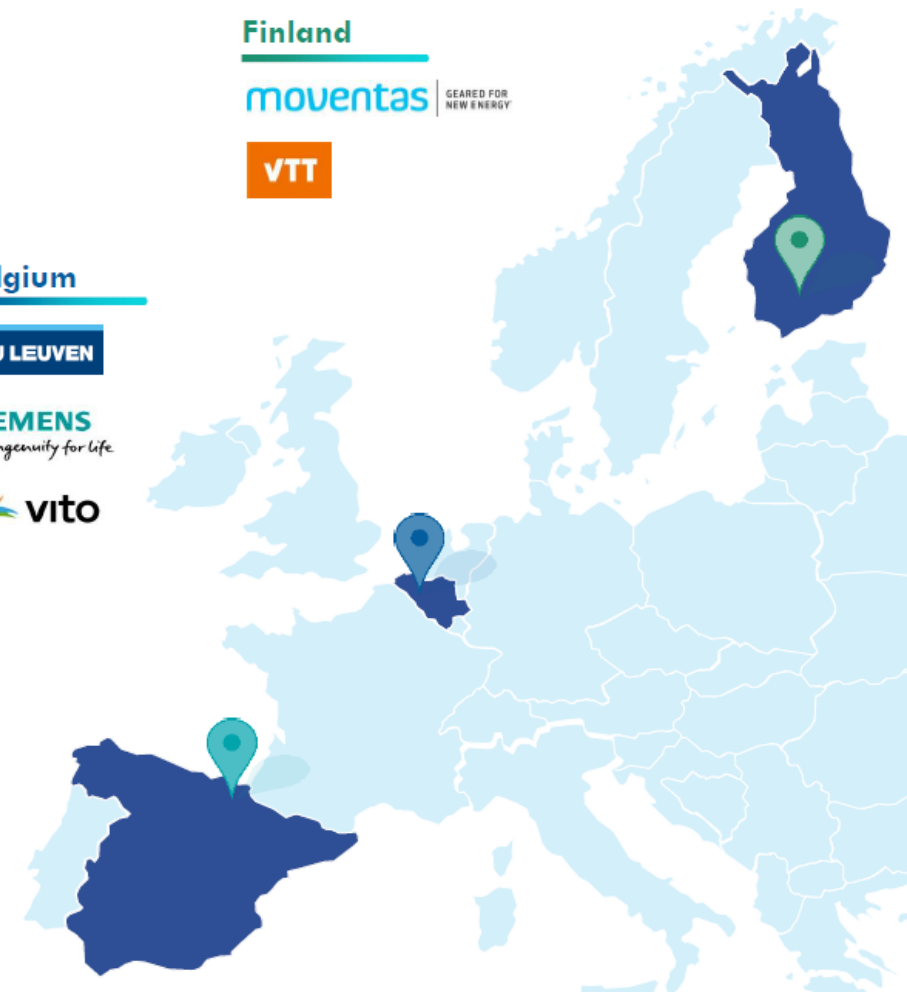 Finland
moventas
GEARED FOR
NEW ENERGY
VTT
lgium
U LEUVEN
EMENS
ngenuity for life
vito